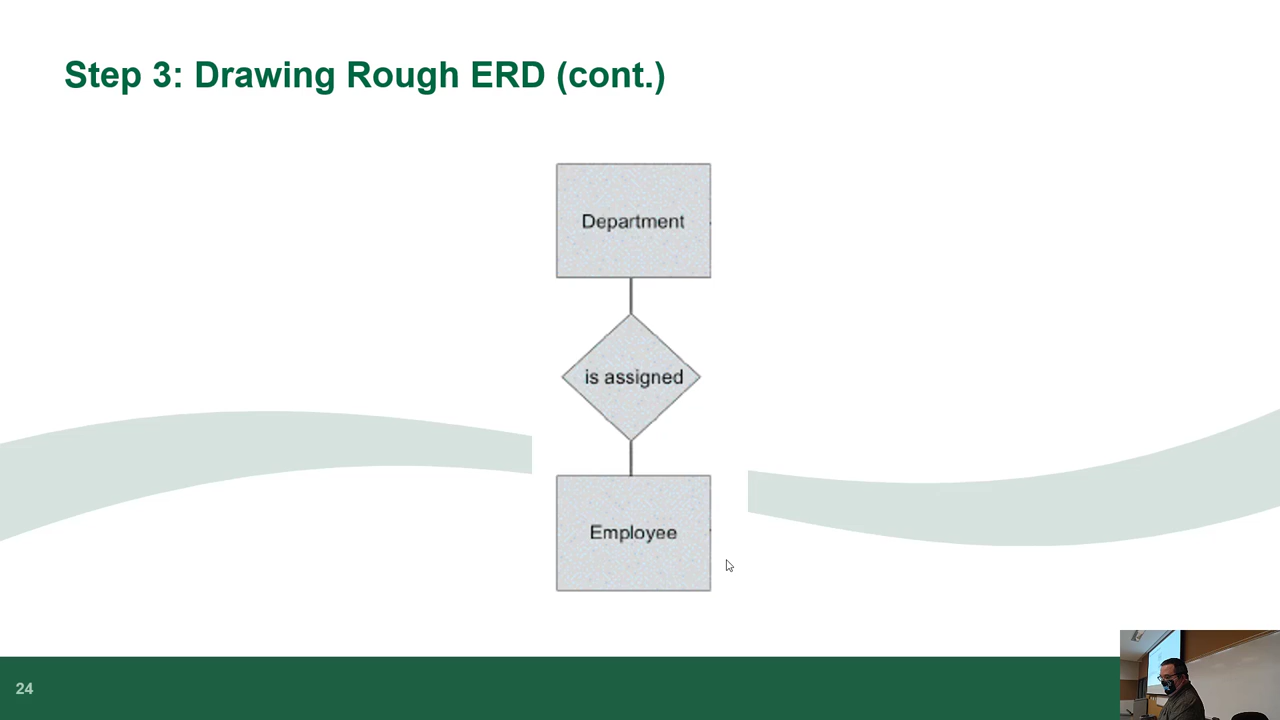 Step 3: Drawing Rough ERD (cont.)
Department
is assigned
Employee
24